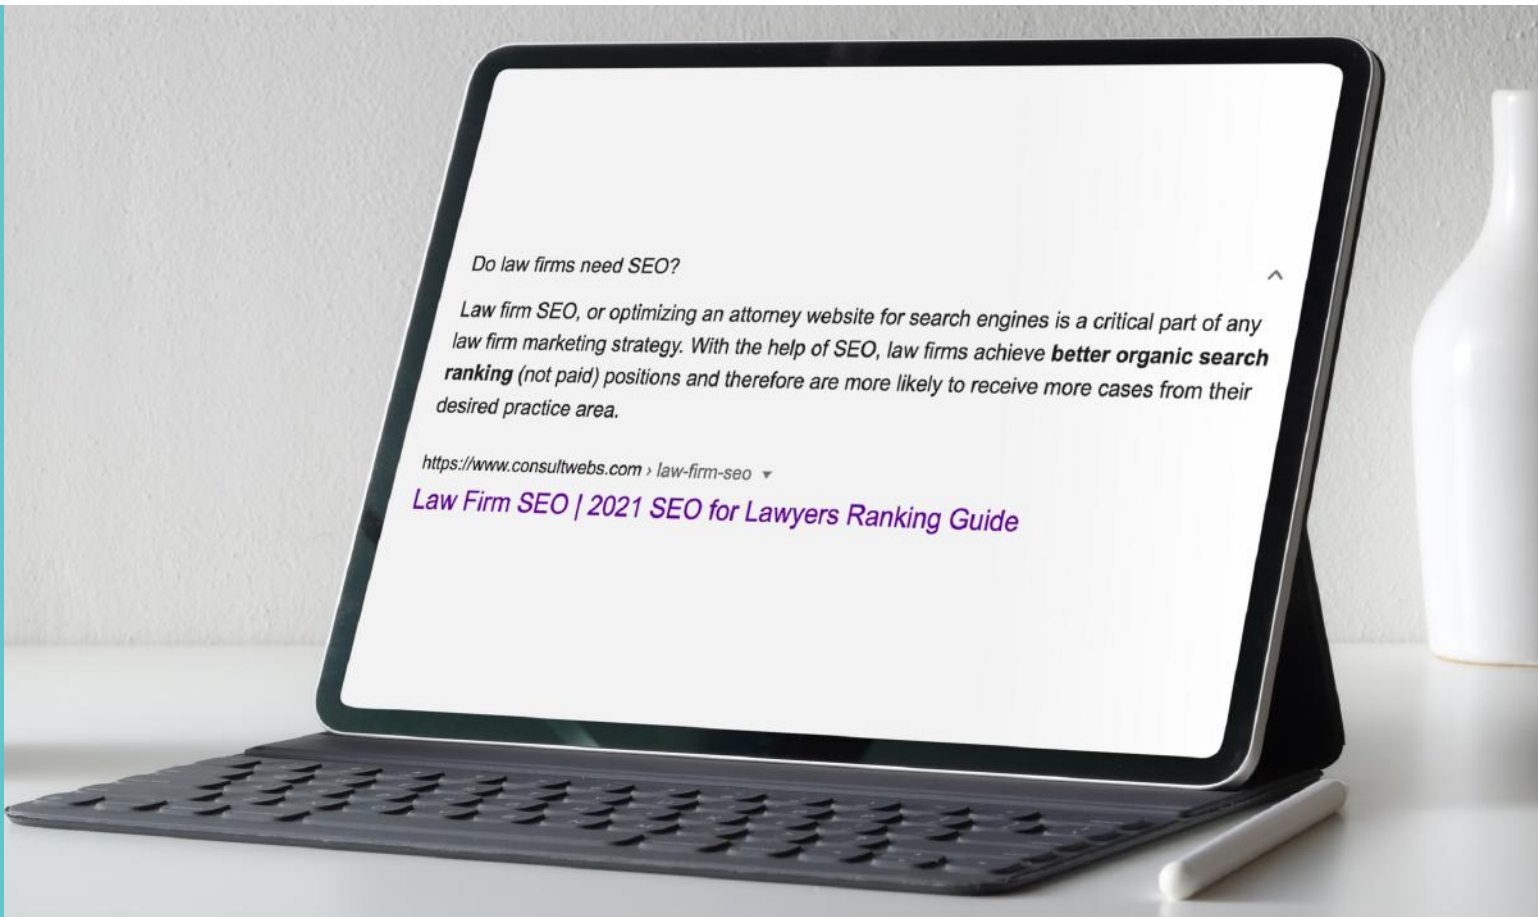 Do law firms need SEO?
Law firm SEO, or optimizing an attorney website for search engines is a critical part of any
law firm marketing strategy. With the help of SEO, law firms achieve better organic search
ranking (not paid) positions and therefore are more likely to receive more cases from their
desired practice area.
https://www.consultwebs.com › law-firm-seo
Law Firm SEO | 2021 SEO for Lawyers Ranking Guide